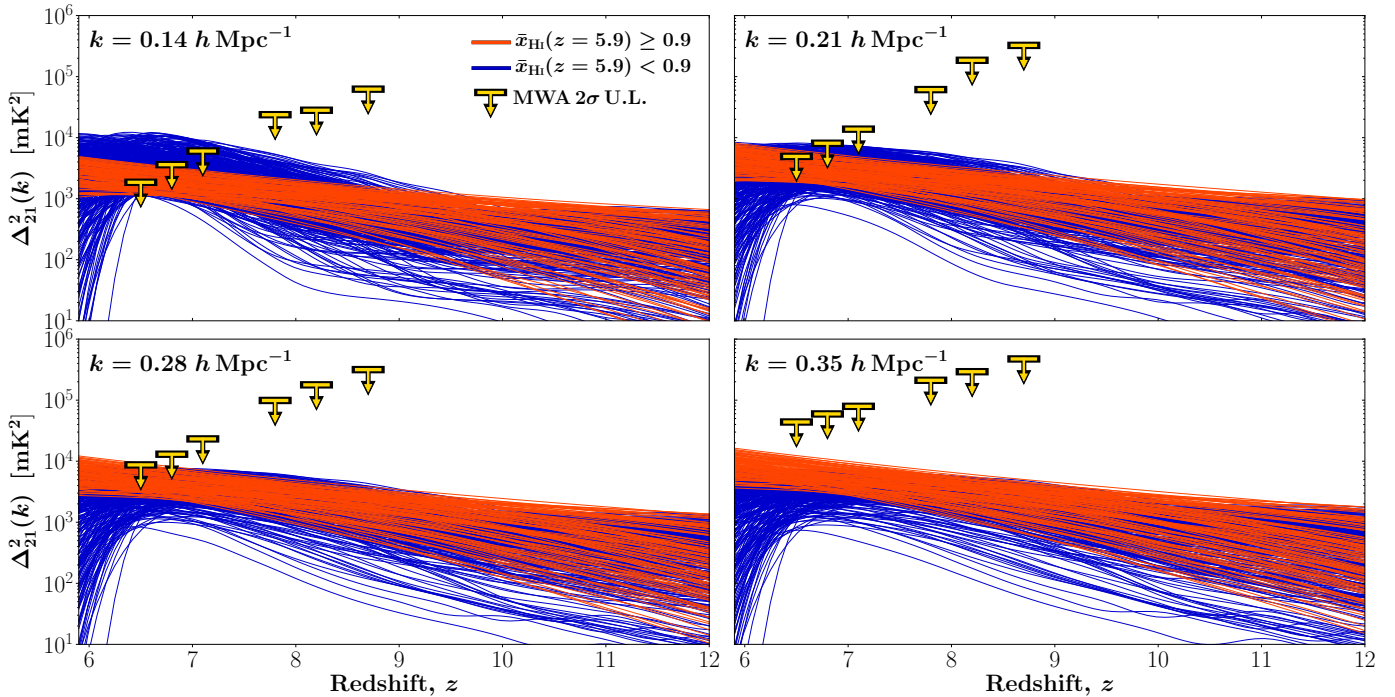 k = 0.14 h Mpc⁻¹
x̄_HI(z = 5.9) ≥ 0.9
x̄_HI(z = 5.9) < 0.9
MWA 2σ U.L.
k = 0.21 h Mpc⁻¹
10⁶
10⁵
10⁴
10³
10²
10¹
Δ²₂₁(k) [mK²]
k = 0.28 h Mpc⁻¹
k = 0.35 h Mpc⁻¹
10⁶
10⁵
10⁴
10³
10²
10¹
Δ²₂₁(k) [mK²]
6 7 8 9 10 11 12
6 7 8 9 10 11 12
Redshift, z
Redshift, z